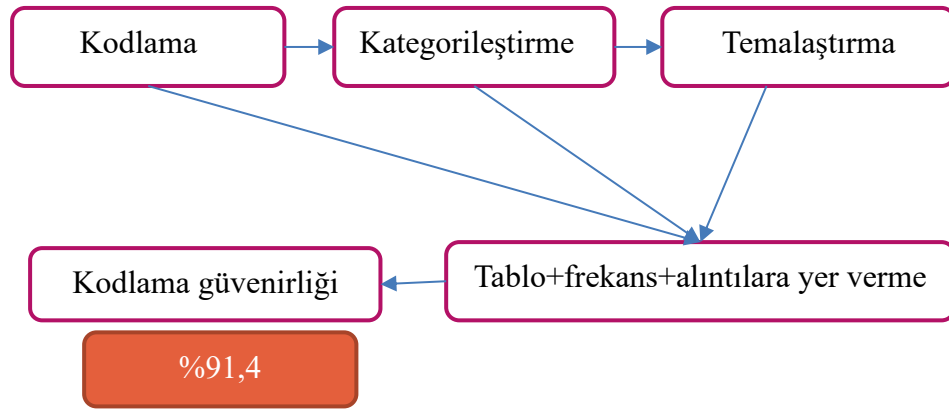 Kodlama
Kategorileştirme
Temalaştırma
Kodlama güvenirliği
Tablo+frekans+alıntılara yer verme
%91,4